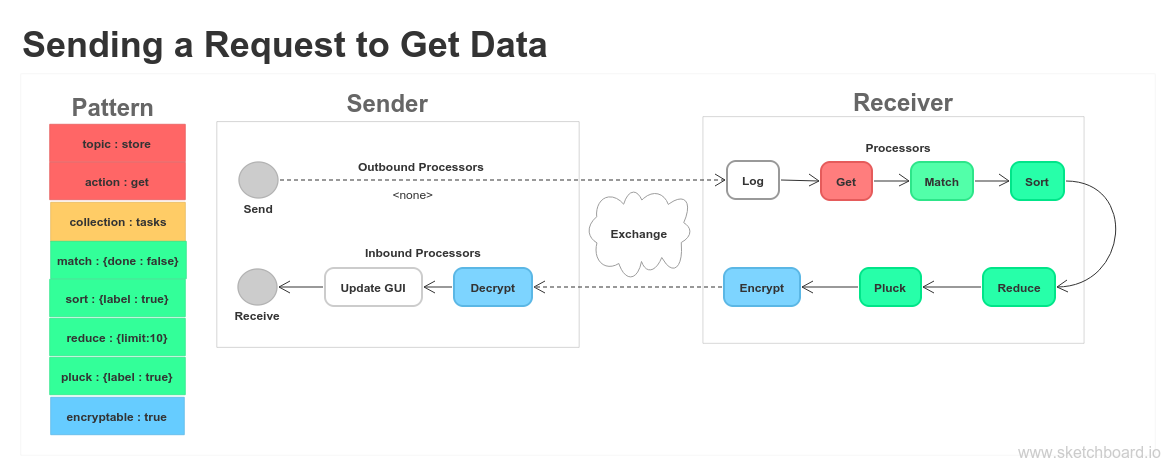 Sending a Request to Get Data
Pattern
topic : store
action : get
collection : tasks
match : {done : false}
sort : {label : true}
reduce : {limit:10}
pluck : {label : true}
encryptable : true
Sender
Outbound Processors
<none>
Send
Inbound Processors
Update GUI
Decrypt
Receive
Exchange
Receiver
Processors
Log
Get
Match
Sort
Encrypt
Pluck
Reduce
www.sketchboard.io